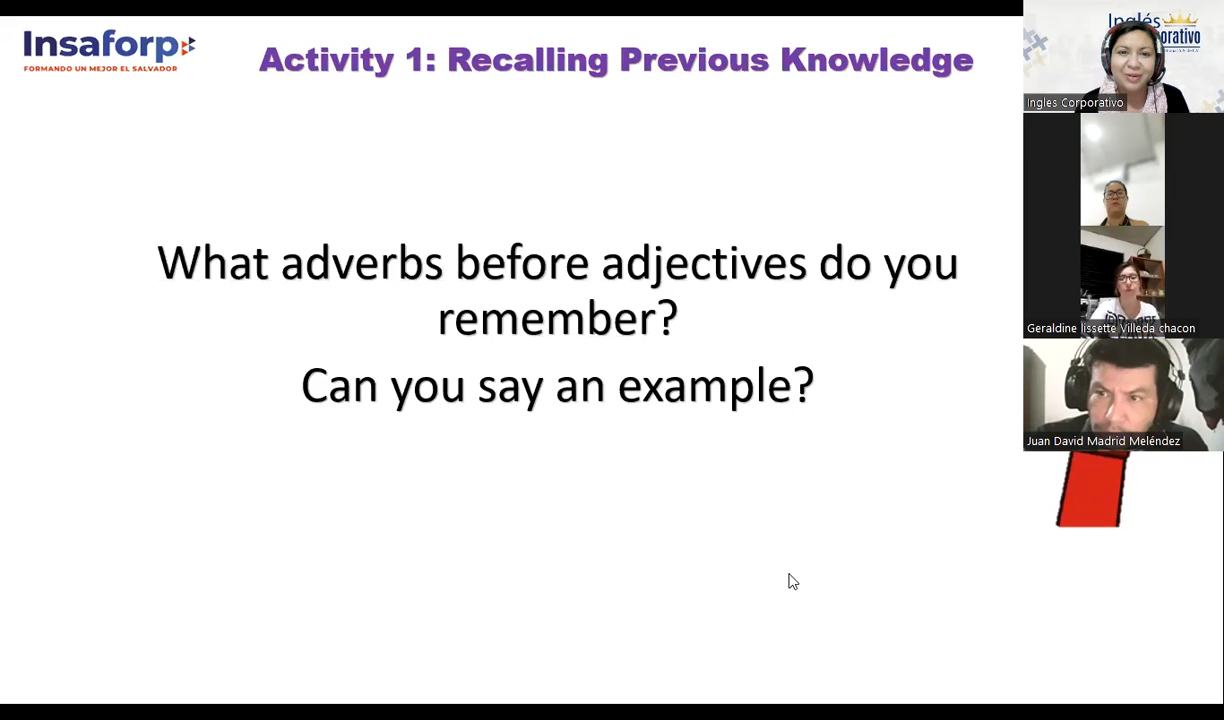 Insaforp
FORMANDO UN MEJOR EL SALVADOR
Activity 1: Recalling Previous Knowledge
What adverbs before adjectives do you
remember?
Can you say an example?
Inglés
orativo
Ingles Corporativo
Geraldine lissette Villeda chacon
Juan David Madrid Meléndez